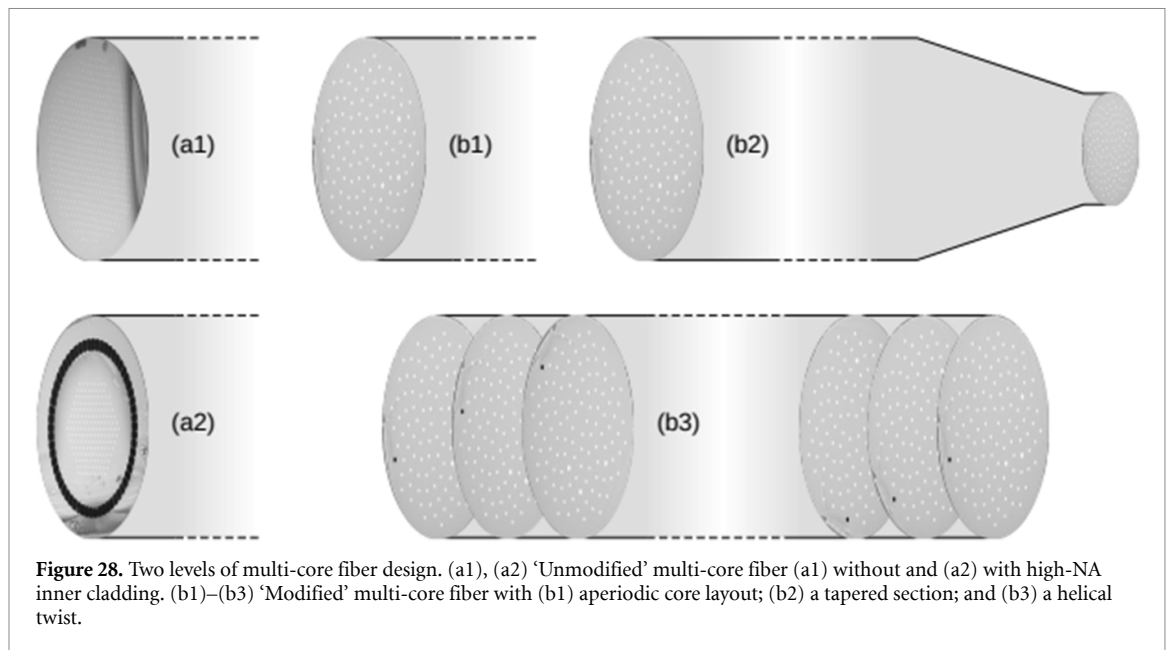 (a1)
(b1)
(b2)
(a2)
(b3)
Figure 28. Two levels of multi-core fiber design. (a1), (a2) ‘Unmodified’ multi-core fiber (a1) without and (a2) with high-NA
inner cladding. (b1)–(b3) ‘Modified’ multi-core fiber with (b1) aperiodic core layout; (b2) a tapered section; and (b3) a helical
twist.